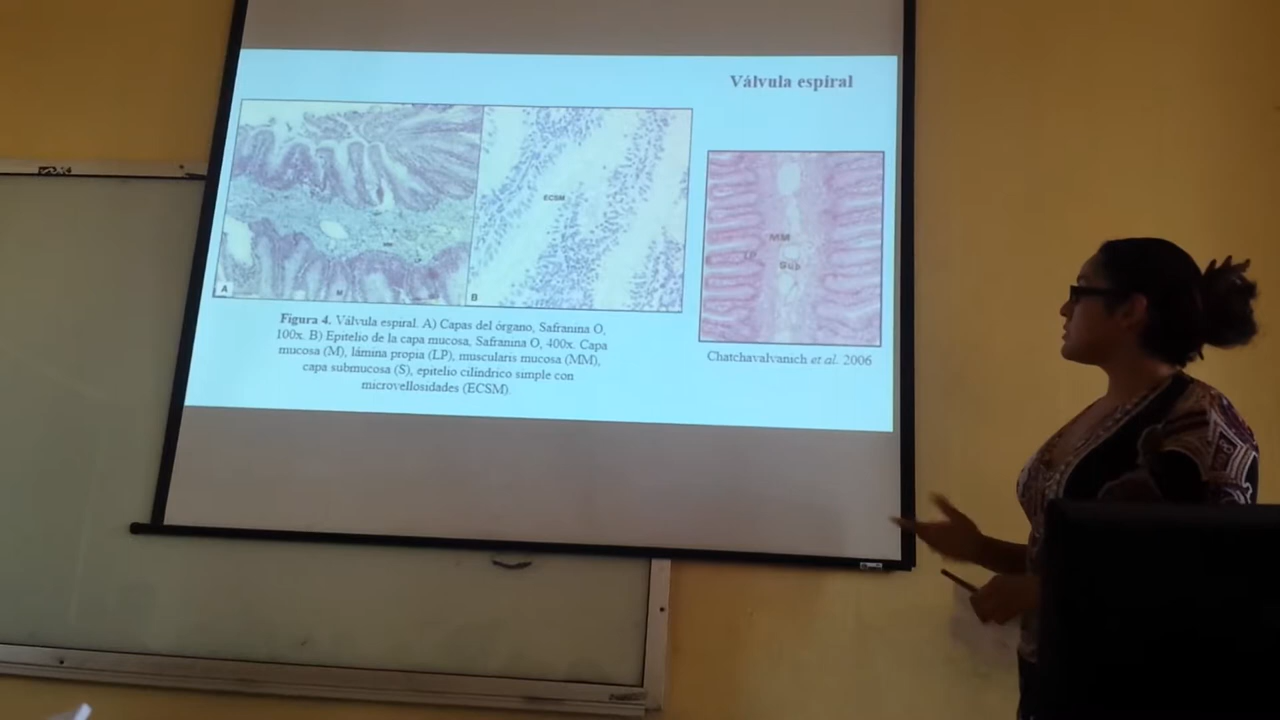 Válvula espiral
ECSM
MM
A
M
B
MM
LP
Sub
Figura 4. Válvula espiral. A) Capas del órgano, Safranina O,
100x. B) Epitelio de la capa mucosa, Safranina O, 400x. Capa
mucosa (M), lámina propia (LP), muscularis mucosa (MM),
capa submucosa (S), epitelio cilíndrico simple con
microvellosidades (ECSM).
Chatchavalvanich et al. 2006